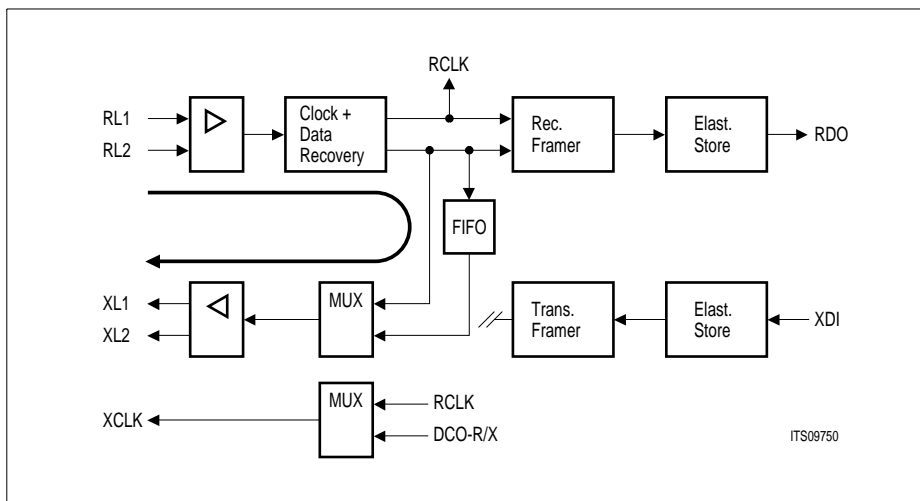 RCLK
RL1
RL2
Clock +
Data
Recovery
Rec.
Framer
Elast.
Store
RDO
FIFO
XL1
XL2
MUX
Trans.
Framer
Elast.
Store
XDI
XCLK
MUX
RCLK
DCO-R/X
ITS09750